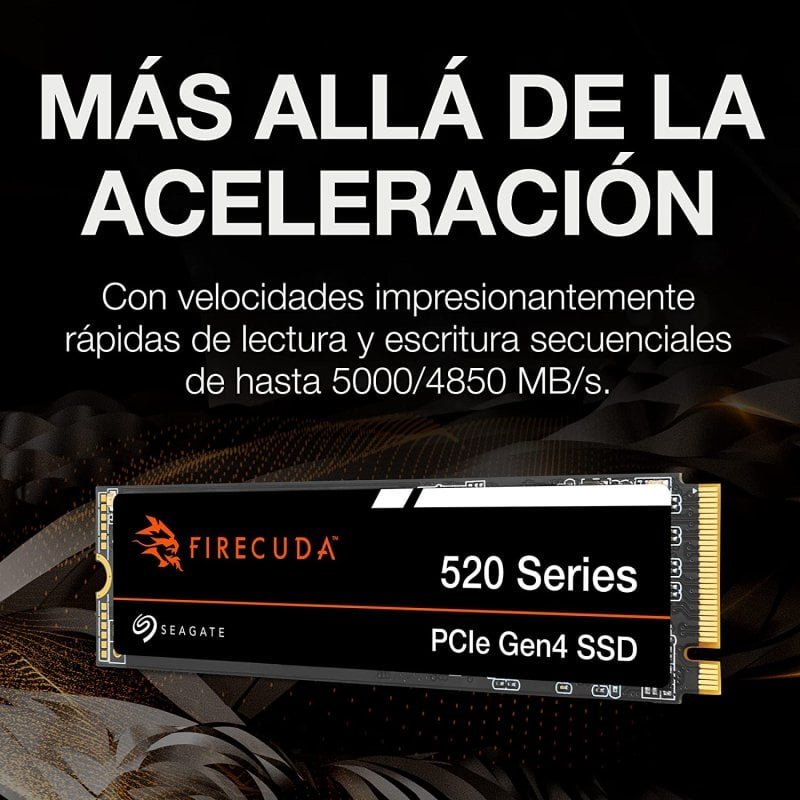 MÁS ALLÁ DE LA
ACELERACIÓN
Con velocidades impresionantemente
rápidas de lectura y escritura secuenciales
de hasta 5000/4850 MB/s.
FIRECUDA™
520 Series
SEAGATE
PCIe Gen4 SSD